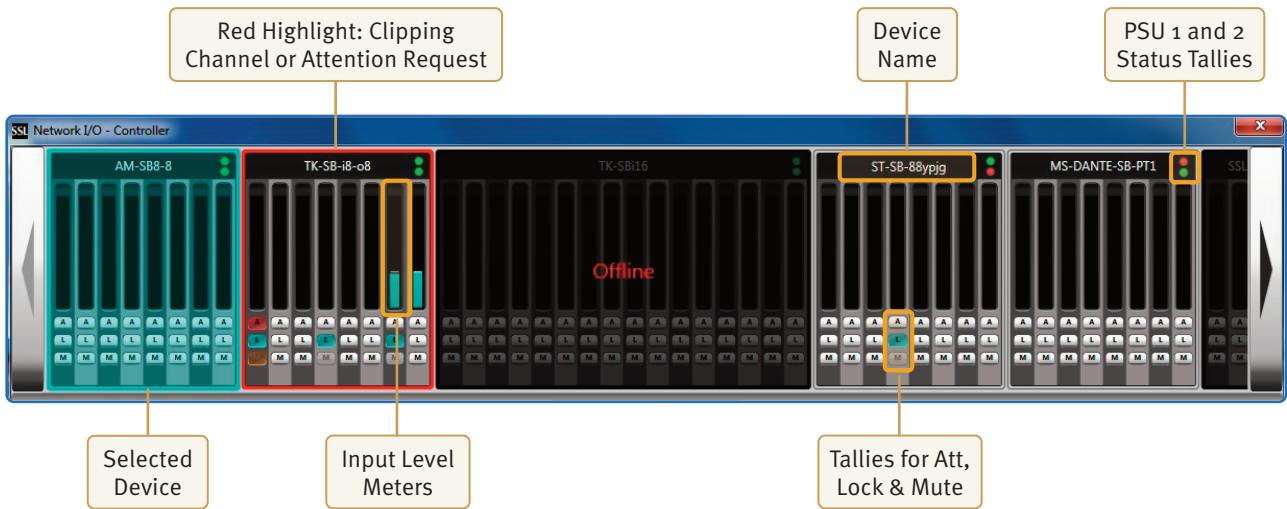 Red Highlight: Clipping
Channel or Attention Request
Device
Name
PSU 1 and 2
Status Tallies
SSL Network I/O - Controller
X
AM-SB8-8
TK-SB-i8-o8
TK-SBi16
ST-SB-88ypjg
MS-DANTE-SB-PT1
SSL
Offline
A A A A A A A A A A A A A A A A A A A A A A A A A A A A A A A A A A A A A A A A A A A A A A A A
L L L L L L L L L L L L L L L L L L L L L L L L L L L L L L L L L L L L L L L L L L L L L L L L
M M M M M M M M M M M M M M M M M M M M M M M M M M M M M M M M M M M M M M M M M M M M M M
Selected
Device
Input Level
Meters
Tallies for Att,
Lock & Mute